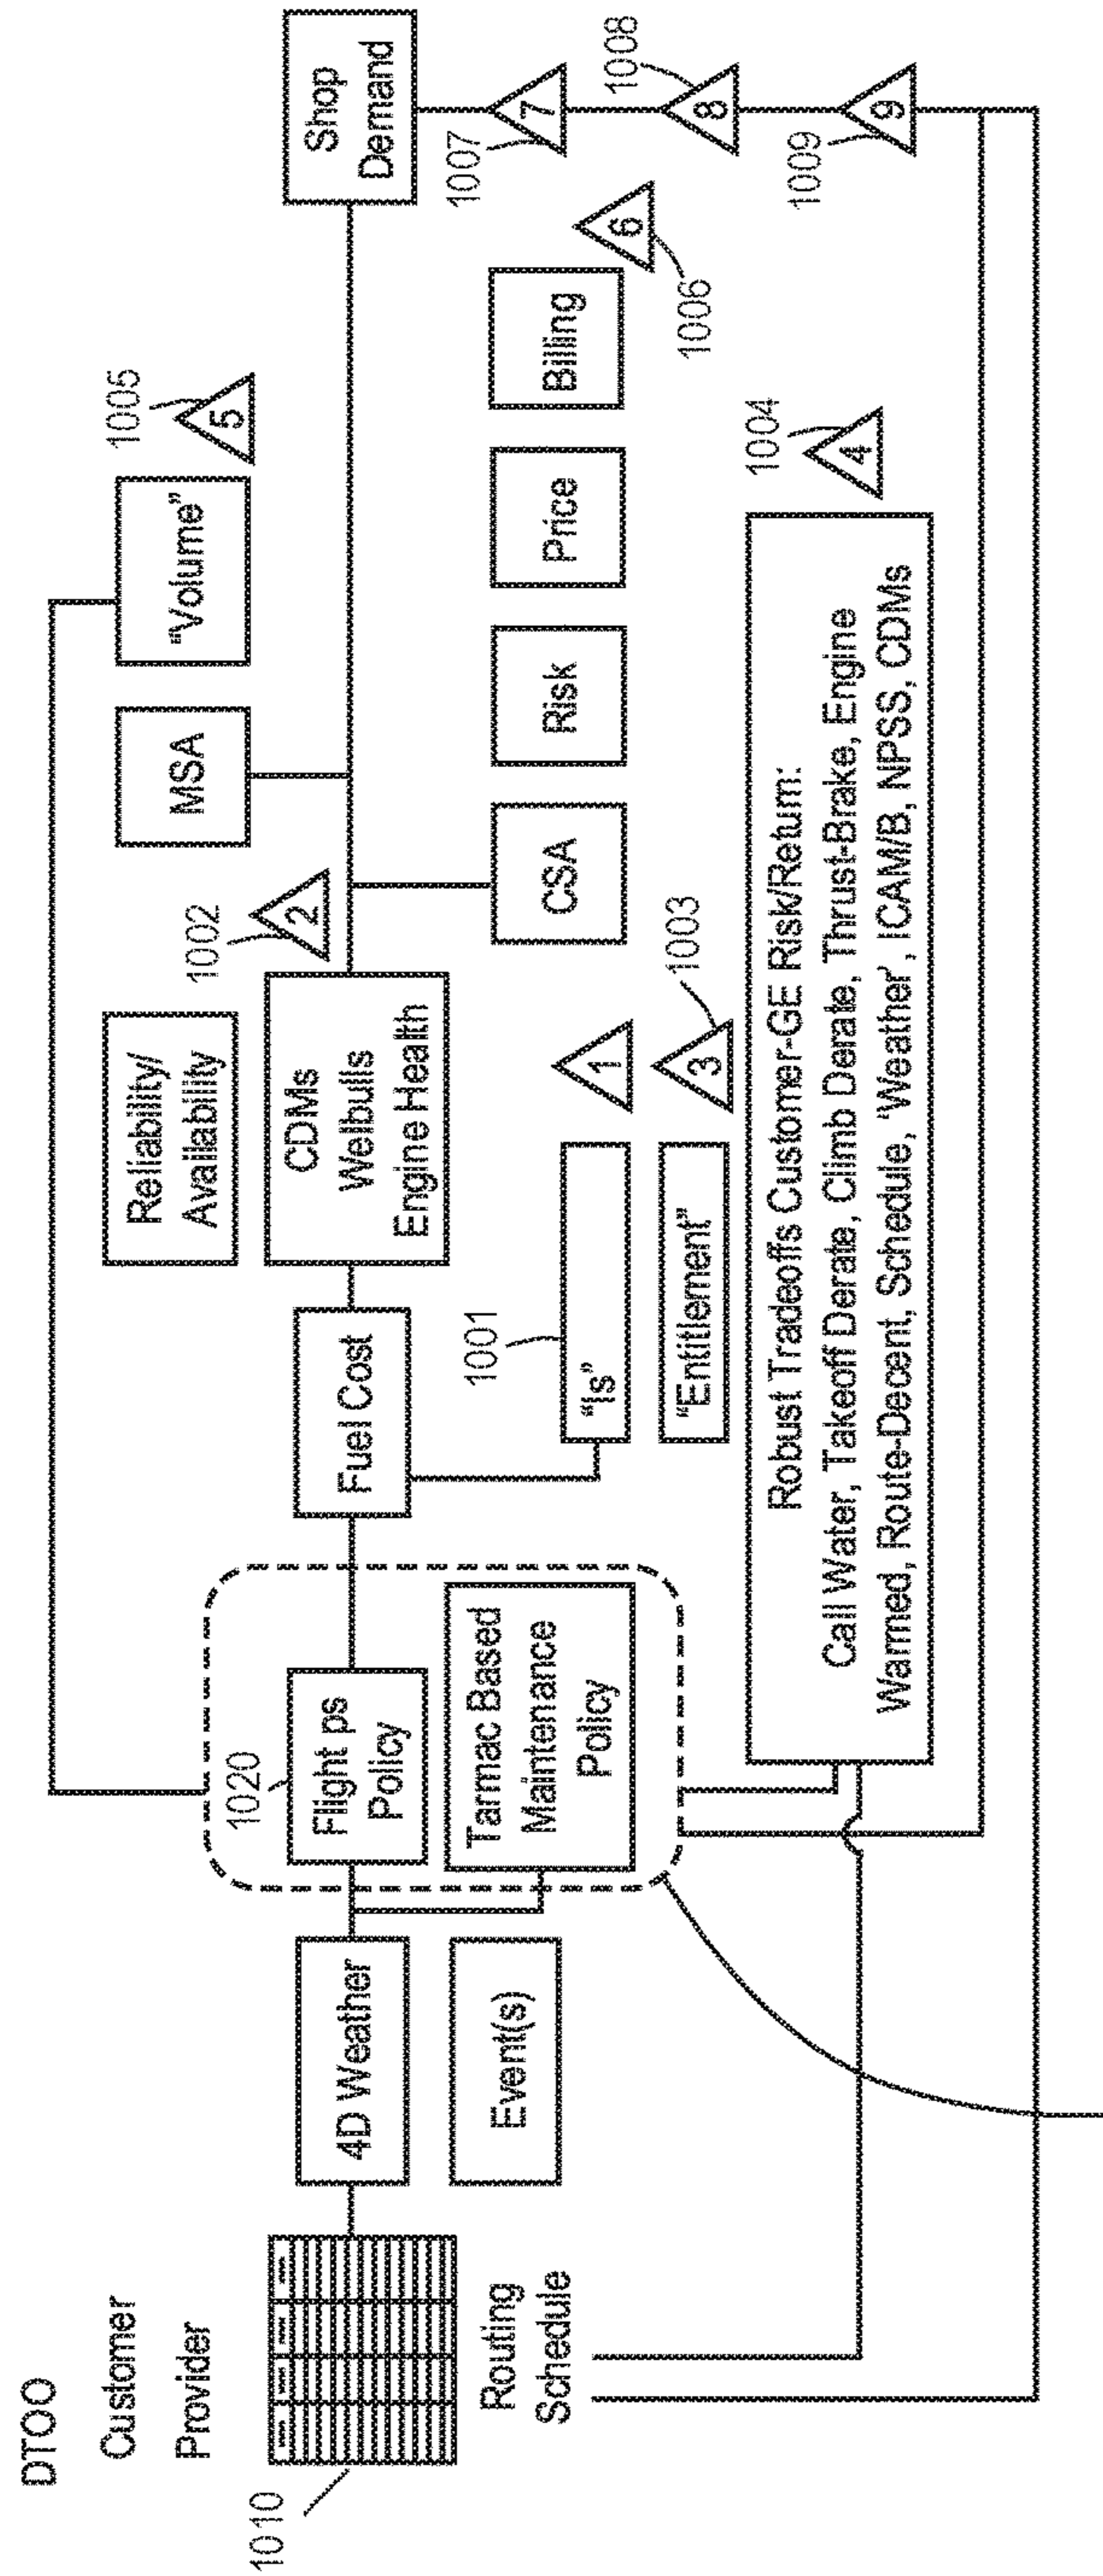 DTOO
Customer
Provider
1010
Routing
Schedule
4D Weather
Event(s)
1020
Flight ps
Policy
Tarmac Based
Maintenance
Policy
Fuel Cost
1001
"Is"
"Entitlement"
1
3
1003
Reliability/
Availability
CDMs
Welbulls
Engine Health
1002
2
MSA
"Volume"
1005
5
CSA
Risk
Price
Billing
6
1006
Shop
Demand
1007
7
8
1008
1009
9
1004
4
Robust Tradeoffs Customer-GE Risk/Return:
Call Water, Takeoff Derate, Climb Derate, Thrust-Brake, Engine
Warmed, Route-Decent, Schedule, 'Weather', ICAM/B, NPSS, CDMs